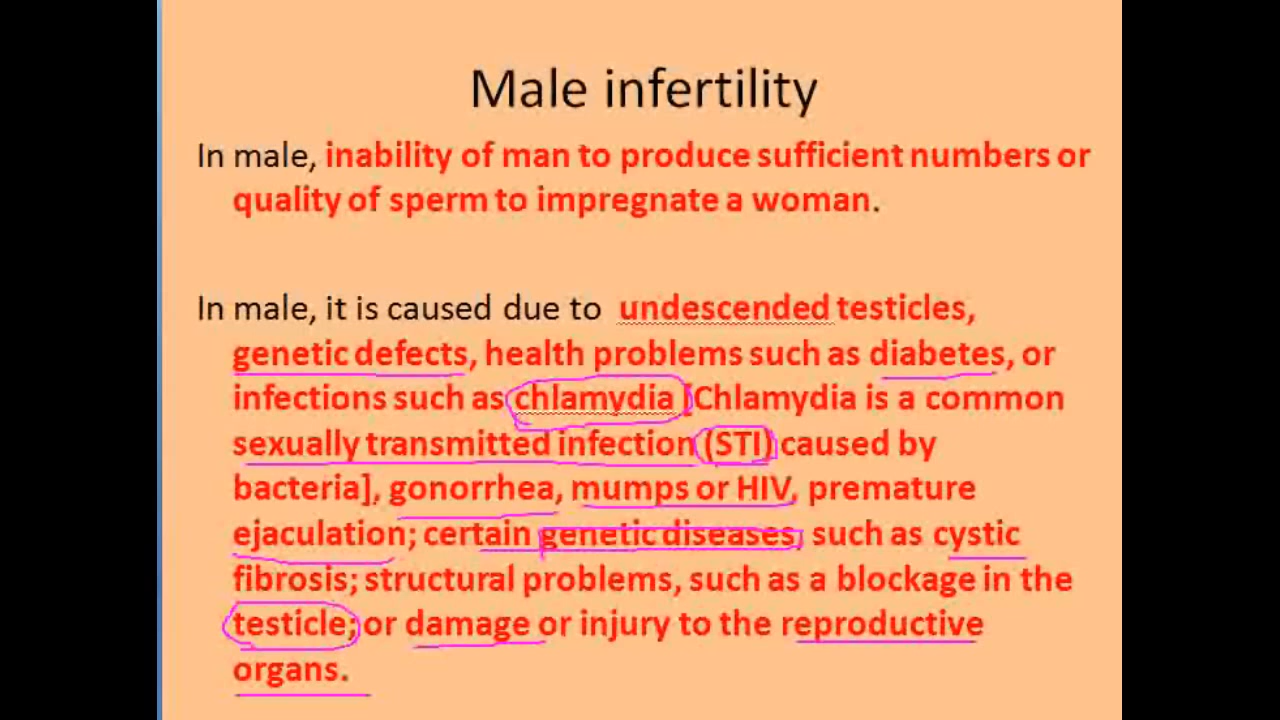 Male infertility
In male, inability of man to produce sufficient numbers or
quality of sperm to impregnate a woman.
In male, it is caused due to undescended testicles,
genetic defects, health problems such as diabetes, or
infections such as chlamydia [Chlamydia is a common
sexually transmitted infection (STI) caused by
bacteria], gonorrhea, mumps or HIV, premature
ejaculation; certain genetic diseases, such as cystic
fibrosis; structural problems, such as a blockage in the
testicle; or damage or injury to the reproductive
organs.